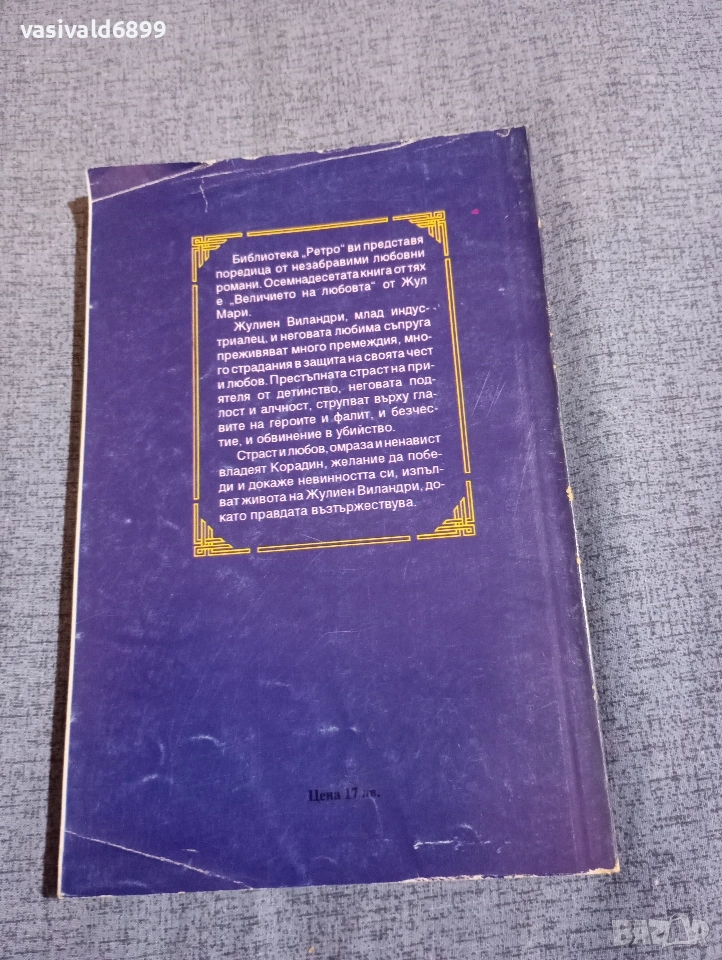 vasivald6899
Библиотека „Ретро“ ви представя
поредица от незабравими любовни
романи. Осемнадесетата книга от тях
е „Величието на любовта“ от Жул
Мари.
Жулиен Виландри, млад индус-
триалец, и неговата любима съпруга
преживяват много премеждия, мно-
го страдания в защита на своята чест
и любов. Престъпната страст на при-
ятеля от детинство, неговата под-
лост и алчност, струпват върху гла-
вите на героите и фалит, и безчес-
тие, и обвинение в убийство.
Страст и любов, омраза и ненавист
владеят Корадин, желание да побе-
ди и докаже невинността си, изпъл-
ват живота на Жулиен Виландри, до-
като правдата възтържествува.
Цена 17 лв.
BAZAR